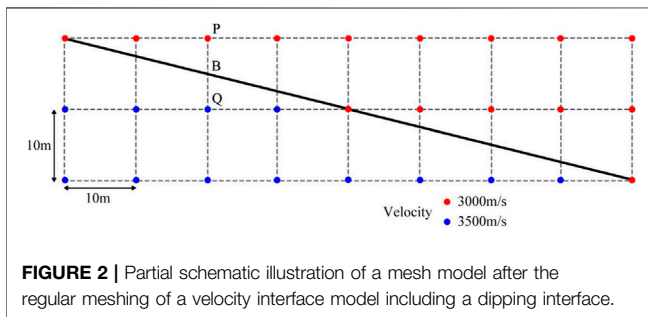 P
B
Q
10m
10m
Velocity
3000m/s
3500m/s
FIGURE 2 | Partial schematic illustration of a mesh model after the
regular meshing of a velocity interface model including a dipping interface.